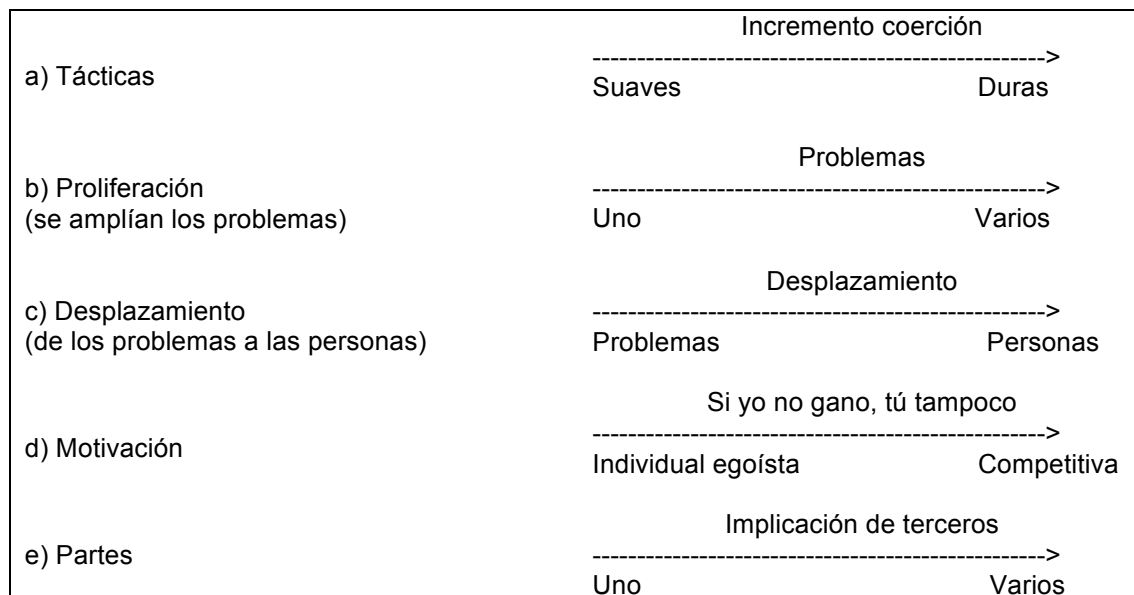 Incremento coerción
a) Tácticas
-------------------------------------------------->
Suaves Duras
Problemas
b) Proliferación
-------------------------------------------------->
(se amplían los problemas)
Uno Varios
Desplazamiento
c) Desplazamiento
-------------------------------------------------->
(de los problemas a las personas)
Problemas Personas
Si yo no gano, tú tampoco
d) Motivación
-------------------------------------------------->
Individual egoísta Competitiva
Implicación de terceros
e) Partes
-------------------------------------------------->
Uno Varios